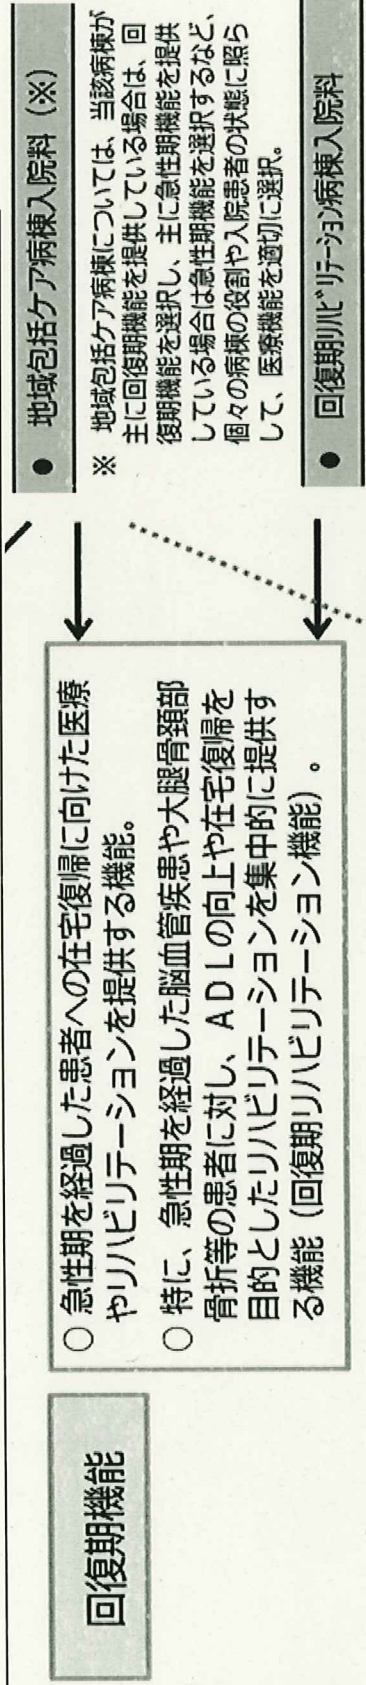 回復期機能
○ 急性期を経過した患者への在宅復帰に向けた医療
やリハビリテーションを提供する機能。
○ 特に、急性期を経過した脳血管疾患や大腿骨頸部
骨折等の患者に対し、ADLの向上や在宅復帰を
目的としたリハビリテーションを集中的に提供す
る機能(回復期リハビリテーション機能)。
● 地域包括ケア病棟入院料(※)
※ 地域包括ケア病棟については、当該病棟が
主に回復期機能を提供している場合は、回
復期機能を選択し、主に急性期機能を提供
している場合は急性期機能を選択するなど、
個々の病棟の役割や入院患者の状態に照ら
して、医療機能を適切に選択。
● 回復期リハビリテーション病棟入院料